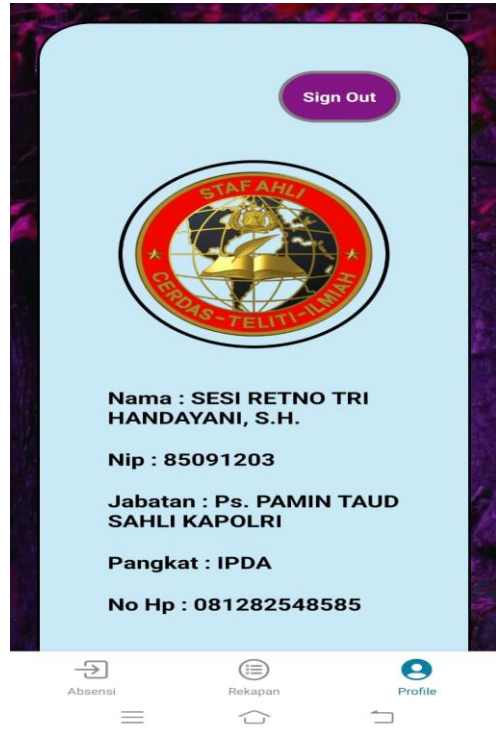 Sign Out
STAF AHLI
CERDAS-TELITI-ILMIAH
Nama : SESI RETNO TRI
HANDAYANI, S.H.
Nip : 85091203
Jabatan : Ps. PAMIN TAUD
SAHLI KAPOLRI
Pangkat : IPDA
No Hp : 081282548585
Absensi
Rekapan
Profile